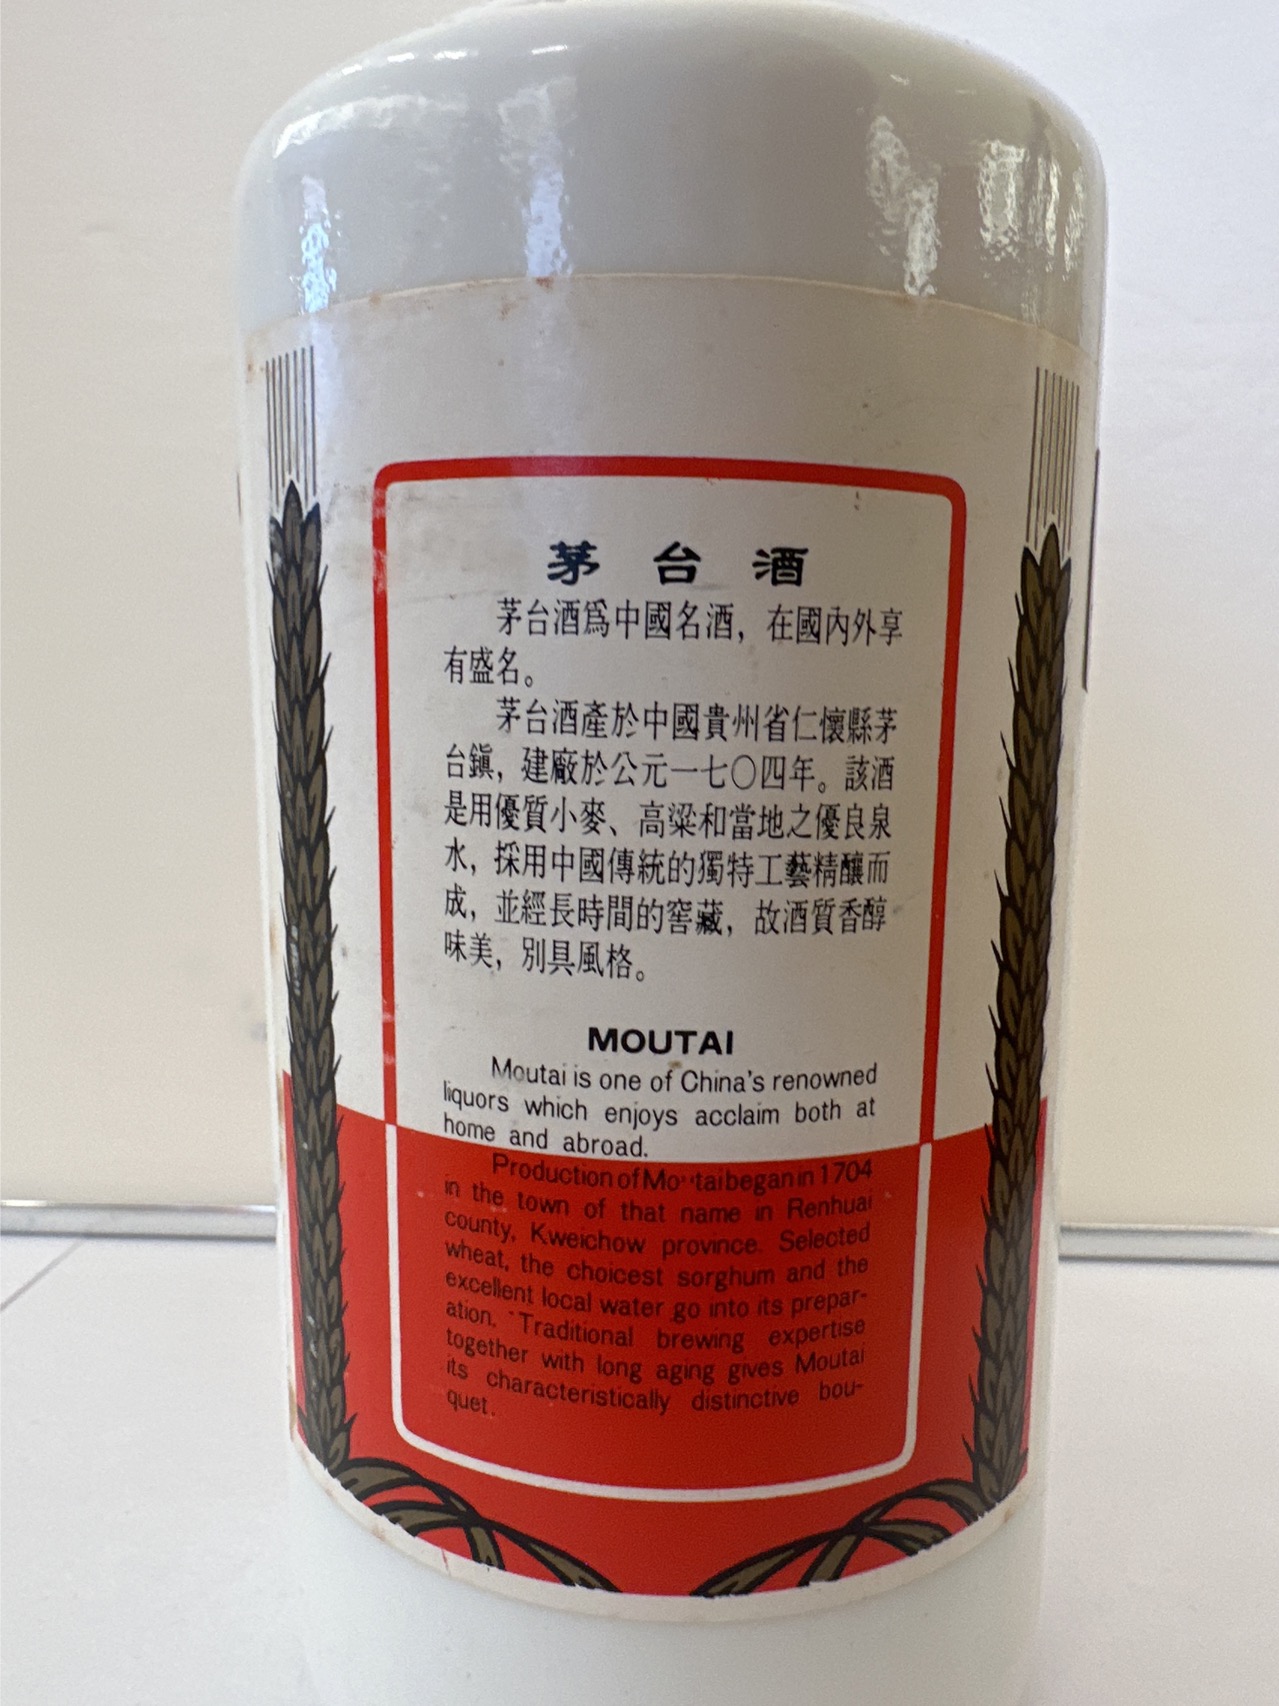 茅台酒
茅台酒爲中國名酒，在國內外享
有盛名。
茅台酒產於中國貴州省仁懷縣茅
台鎭，建廠於公元一七〇四年。該酒
是用優質小麥、高粱和當地之優良泉
水，採用中國傳統的獨特工藝精釀而
成，並經長時間的窖藏，故酒質香醇
味美，別具風格。
MOUTAI
Moutai is one of China's renowned
liquors which enjoys acclaim both at
home and abroad.
Production of Moutai began in 1704
in the town of that name in Renhuai
county, Kweichow province. Selected
wheat, the choicest sorghum and the
excellent local water go into its prepar-
ation. Traditional brewing expertise
together with long aging gives Moutai
its characteristically distinctive bou-
quet.